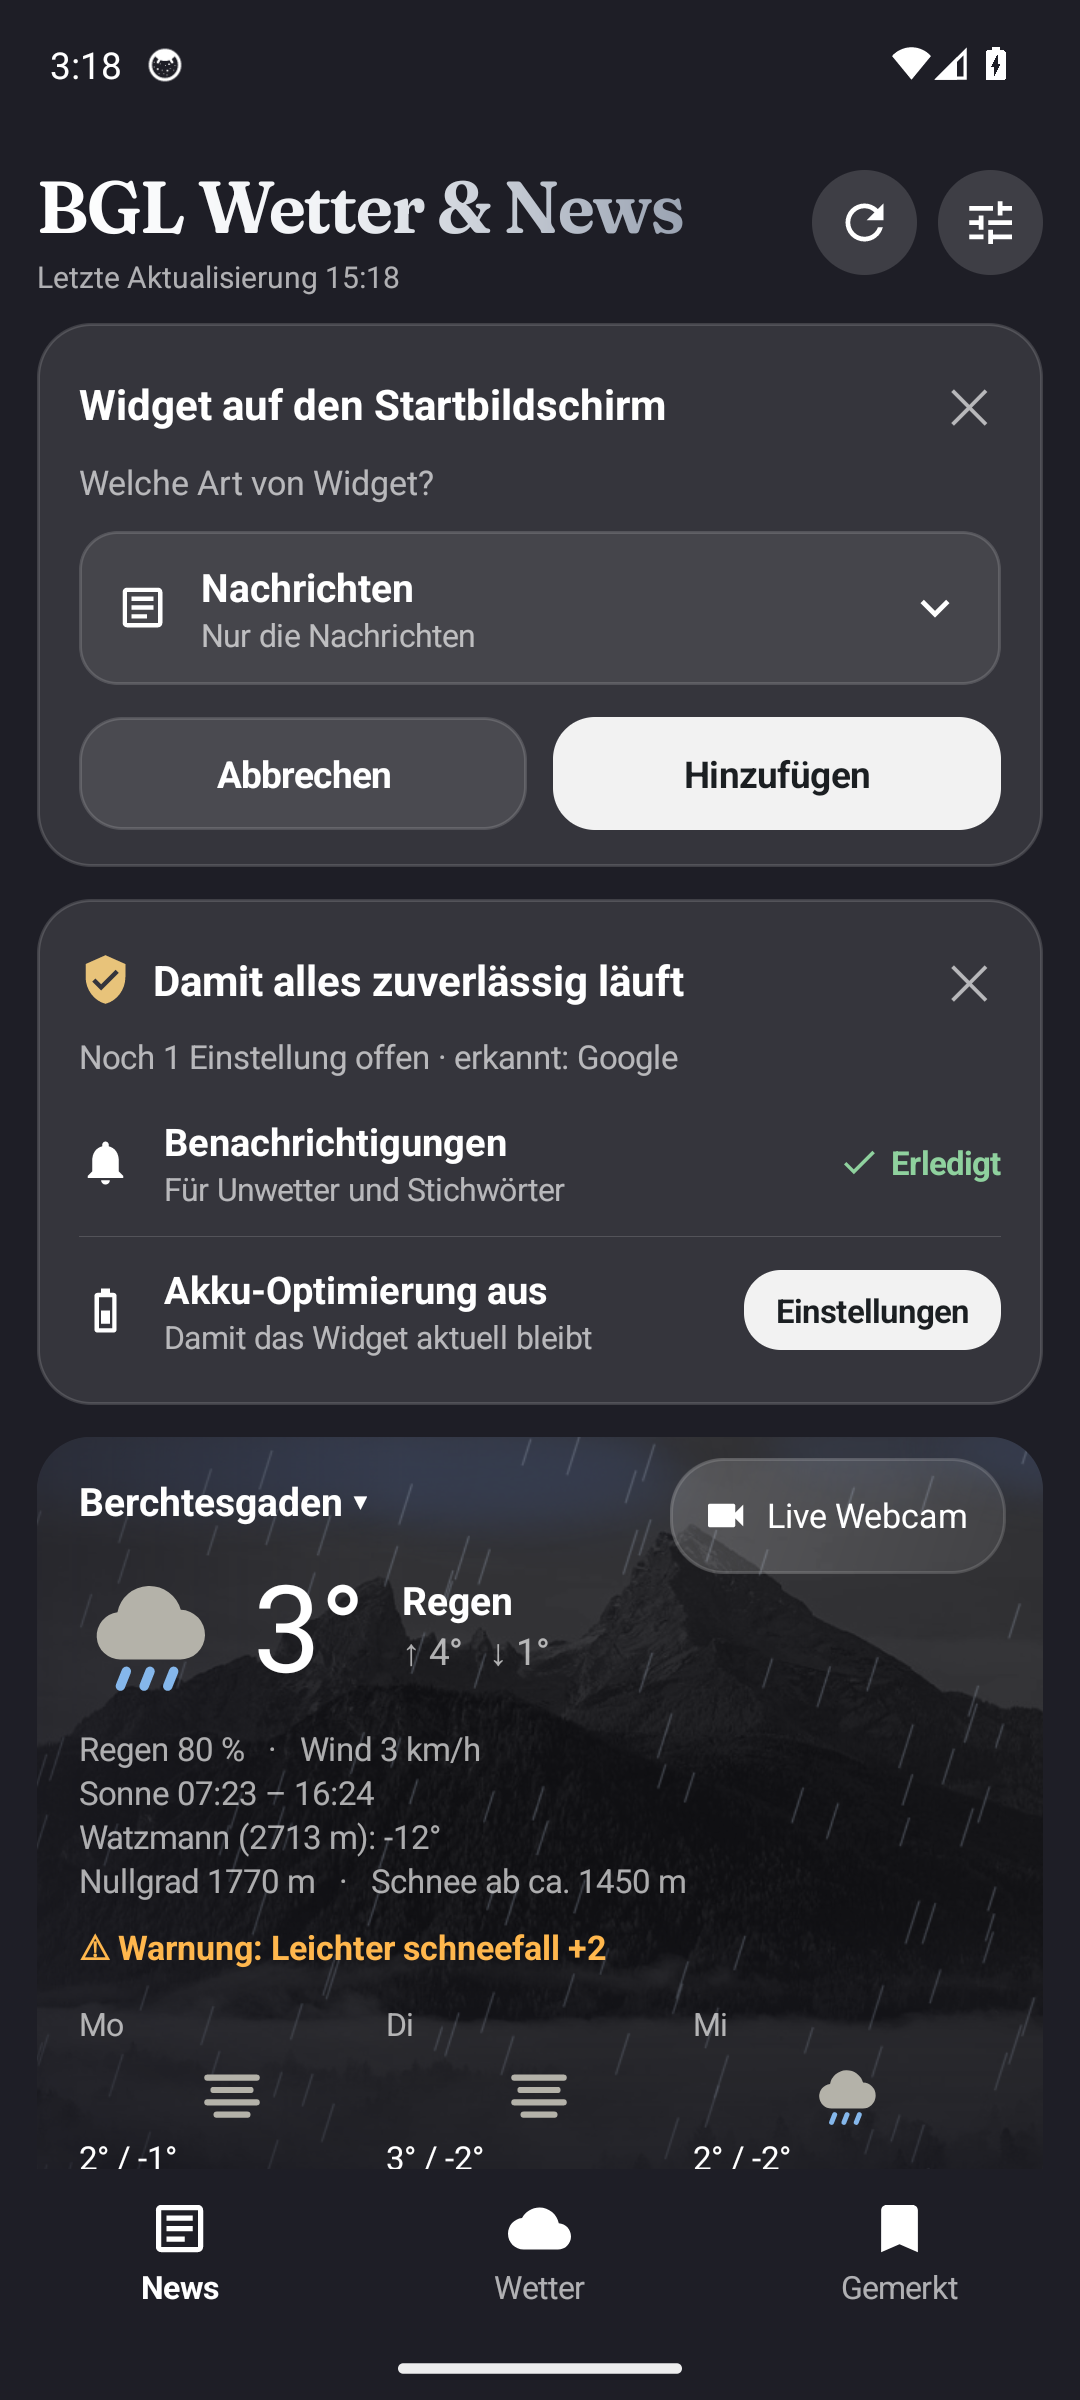 3:18
BGL Wetter & News
Letzte Aktualisierung 15:18
Widget auf den Startbildschirm
Welche Art von Widget?
Nachrichten
Nur die Nachrichten
Abbrechen
Hinzufügen
Damit alles zuverlässig läuft
Noch 1 Einstellung offen · erkannt: Google
Benachrichtigungen
Für Unwetter und Stichwörter
Erledigt
Akku-Optimierung aus
Damit das Widget aktuell bleibt
Einstellungen
Berchtesgaden ▾
Live Webcam
3°
Regen
↑ 4° ↓ 1°
Regen 80 % · Wind 3 km/h
Sonne 07:23 – 16:24
Watzmann (2713 m): -12°
Nullgrad 1770 m · Schnee ab ca. 1450 m
⚠ Warnung: Leichter schneefall +2
Mo Di Mi
2° / -1° 3° / -2° 2° / -2°
News Wetter Gemerkt